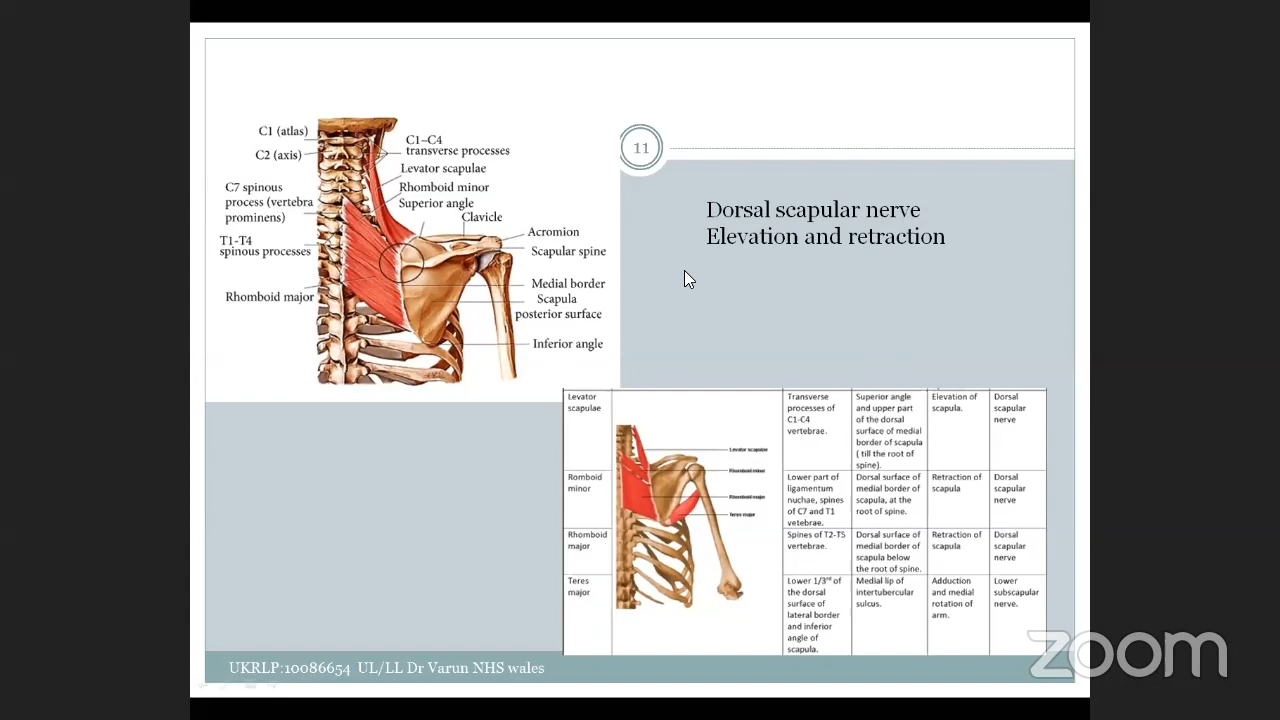 C1 (atlas)
C2 (axis)
C7 spinous
process (vertebra
prominens)
T1-T4
spinous processes
Rhomboid major
C1–C4
transverse processes
Levator scapulae
Rhomboid minor
Superior angle
Clavicle
Acromion
Scapular spine
Medial border
Scapula
posterior surface
Inferior angle
11
Dorsal scapular nerve
Elevation and retraction
Levator
scapulae
Transverse
processes of
C1-C4
vertebrae.
Superior angle
and upper part
of the dorsal
surface of medial
border of scapula
( till the root of
spine).
Elevation of
scapula.
Dorsal
scapular
nerve
Levator scapulae
Rhomboid minor
Rhomboid major
Teres major
Romboid
minor
Lower part of
ligamentum
nuchae, spines
of C7 and T1
vetebrae.
Dorsal surface of
medial border of
scapula, at the
root of spine.
Retraction of
scapula
Dorsal
scapular
nerve
Rhomboid
major
Spines of T2-T5
vertebrae.
Dorsal surface of
medial border of
scapula below
the root of spine.
Retraction of
scapula
Dorsal
scapular
nerve
Teres
major
Lower 1/3rd of
the dorsal
surface of
lateral border
and inferior
angle of
scapula.
Medial lip of
intertubercular
sulcus.
Adduction
and medial
rotation of
arm.
Lower
subscapular
nerve.
UKRLP:10086654 UL/LL Dr Varun NHS wales
zoom